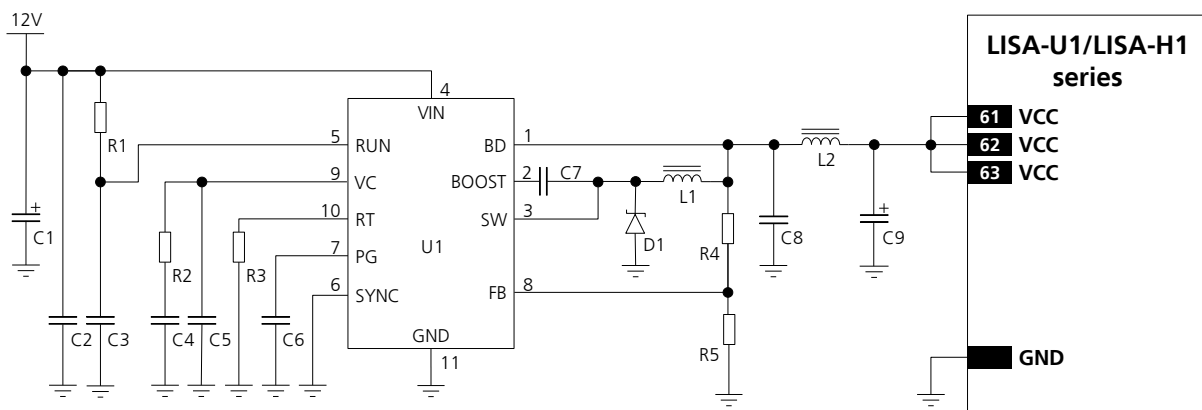 12V
LISA-U1/LISA-H1
series
4
VIN
61 VCC
R1
5 RUN
BD 1
62 VCC
L2
9 VC
BOOST 2
C7
63 VCC
L1
10 RT
SW 3
C1
+
R2
R3
7 PG
U1
D1
R4
C8
+
C9
6 SYNC
FB 8
C2
C3
C4
C5
C6
GND
R5
11
GND